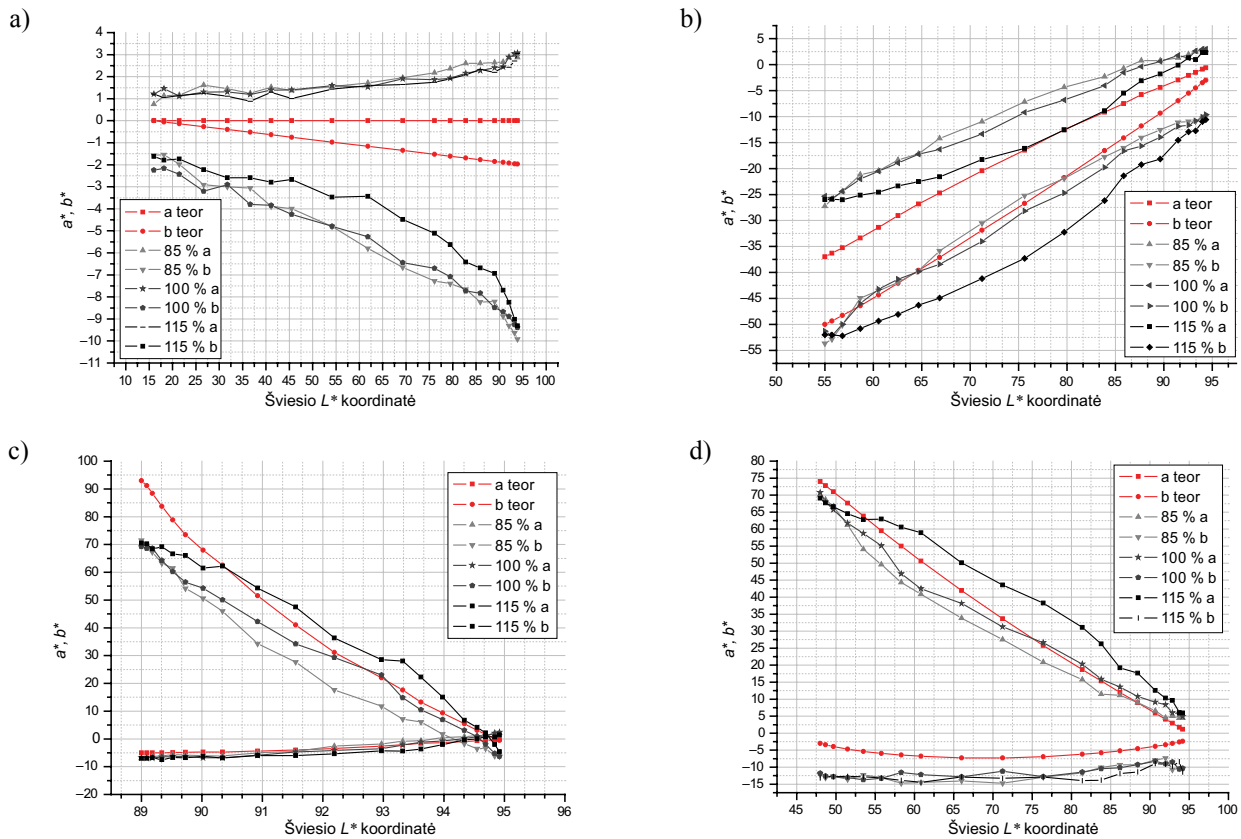 a)
4
3
2
1
0
–1
–2
–3
–4
–5
–6
–7
–8
–9
–10
–11
a*, b*
a teor
b teor
85 % a
85 % b
100 % a
100 % b
115 % a
115 % b
10 15 20 25 30 35 40 45 50 55 60 65 70 75 80 85 90 95 100
Šviesio L* koordinatė
b)
5
0
–5
–10
–15
–20
–25
–30
–35
–40
–45
–50
–55
a*, b*
a teor
b teor
85 % a
85 % b
100 % a
100 % b
115 % a
115 % b
50 55 60 65 70 75 80 85 90 95
Šviesio L* koordinatė
c)
100
90
80
70
60
50
40
30
20
10
0
–10
–20
a*, b*
a teor
b teor
85 % a
85 % b
100 % a
100 % b
115 % a
115 % b
89 90 91 92 93 94 95 96
Šviesio L* koordinatė
d)
80
75
70
65
60
55
50
45
40
35
30
25
20
15
10
5
0
–5
–10
–15
a*, b*
a teor
b teor
85 % a
85 % b
100 % a
100 % b
115 % a
115 % b
45 50 55 60 65 70 75 80 85 90 95 100
Šviesio L* koordinatė